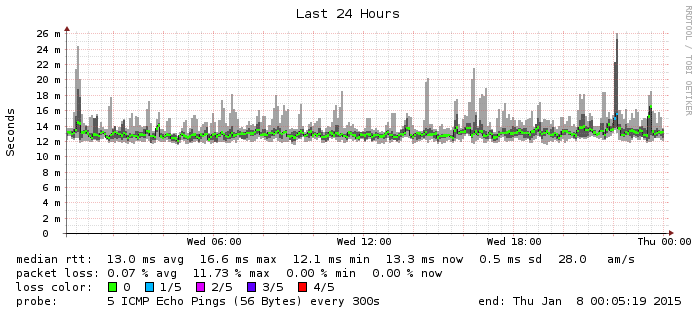 Last 24 Hours
RRDTOOL / TOBI OETIKER
Seconds
26 m
24 m
22 m
20 m
18 m
16 m
14 m
12 m
10 m
8 m
6 m
4 m
2 m
0
Wed 06:00 Wed 12:00 Wed 18:00 Thu 00:00
median rtt: 13.0 ms avg 16.6 ms max 12.1 ms min 13.3 ms now 0.5 ms sd 28.0 am/s
packet loss: 0.07 % avg 11.73 % max 0.00 % min 0.00 % now
loss color: 0 1/5 2/5 3/5 4/5
probe: 5 ICMP Echo Pings (56 Bytes) every 300s end: Thu Jan 8 00:05:19 2015